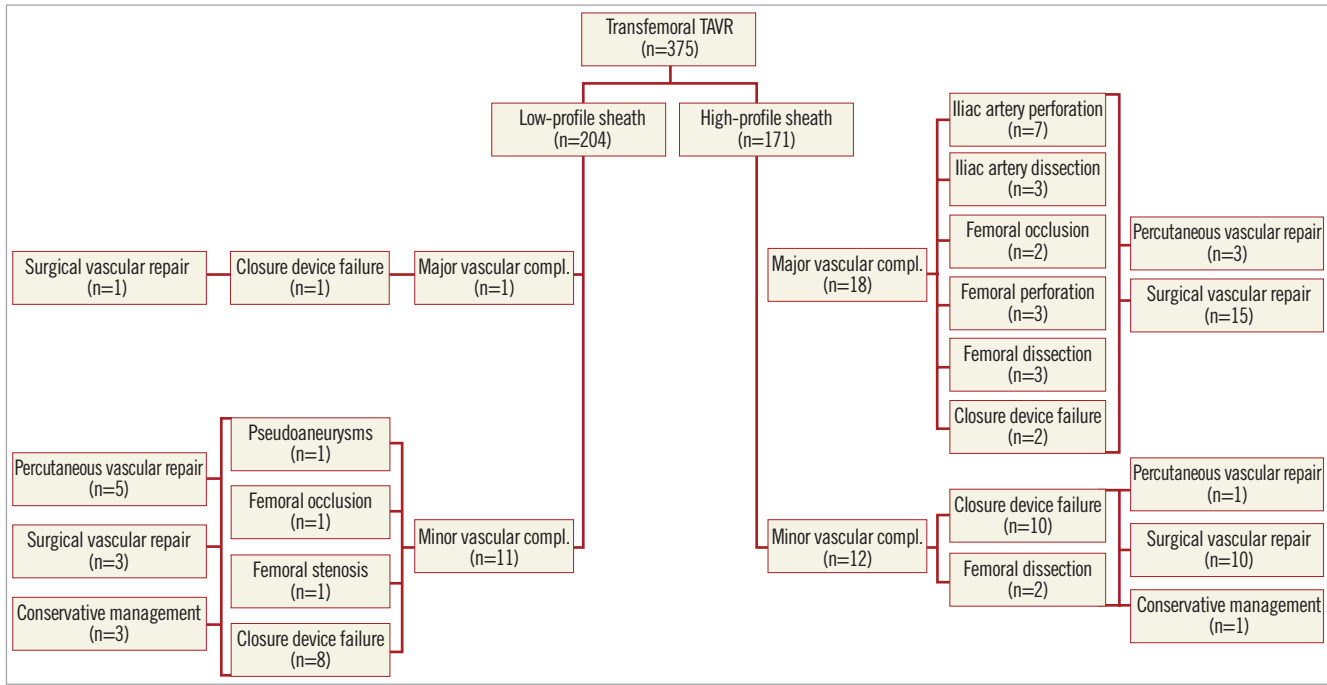 Transfemoral TAVR
(n=375)
Low-profile sheath
(n=204)
High-profile sheath
(n=171)
Surgical vascular repair
(n=1)
Closure device failure
(n=1)
Major vascular compl.
(n=1)
Percutaneous vascular repair
(n=5)
Surgical vascular repair
(n=3)
Conservative management
(n=3)
Pseudoaneurysms
(n=1)
Femoral occlusion
(n=1)
Femoral stenosis
(n=1)
Closure device failure
(n=8)
Minor vascular compl.
(n=11)
Major vascular compl.
(n=18)
Iliac artery perforation
(n=7)
Iliac artery dissection
(n=3)
Femoral occlusion
(n=2)
Femoral perforation
(n=3)
Femoral dissection
(n=3)
Closure device failure
(n=2)
Percutaneous vascular repair
(n=3)
Surgical vascular repair
(n=15)
Minor vascular compl.
(n=12)
Closure device failure
(n=10)
Femoral dissection
(n=2)
Percutaneous vascular repair
(n=1)
Surgical vascular repair
(n=10)
Conservative management
(n=1)